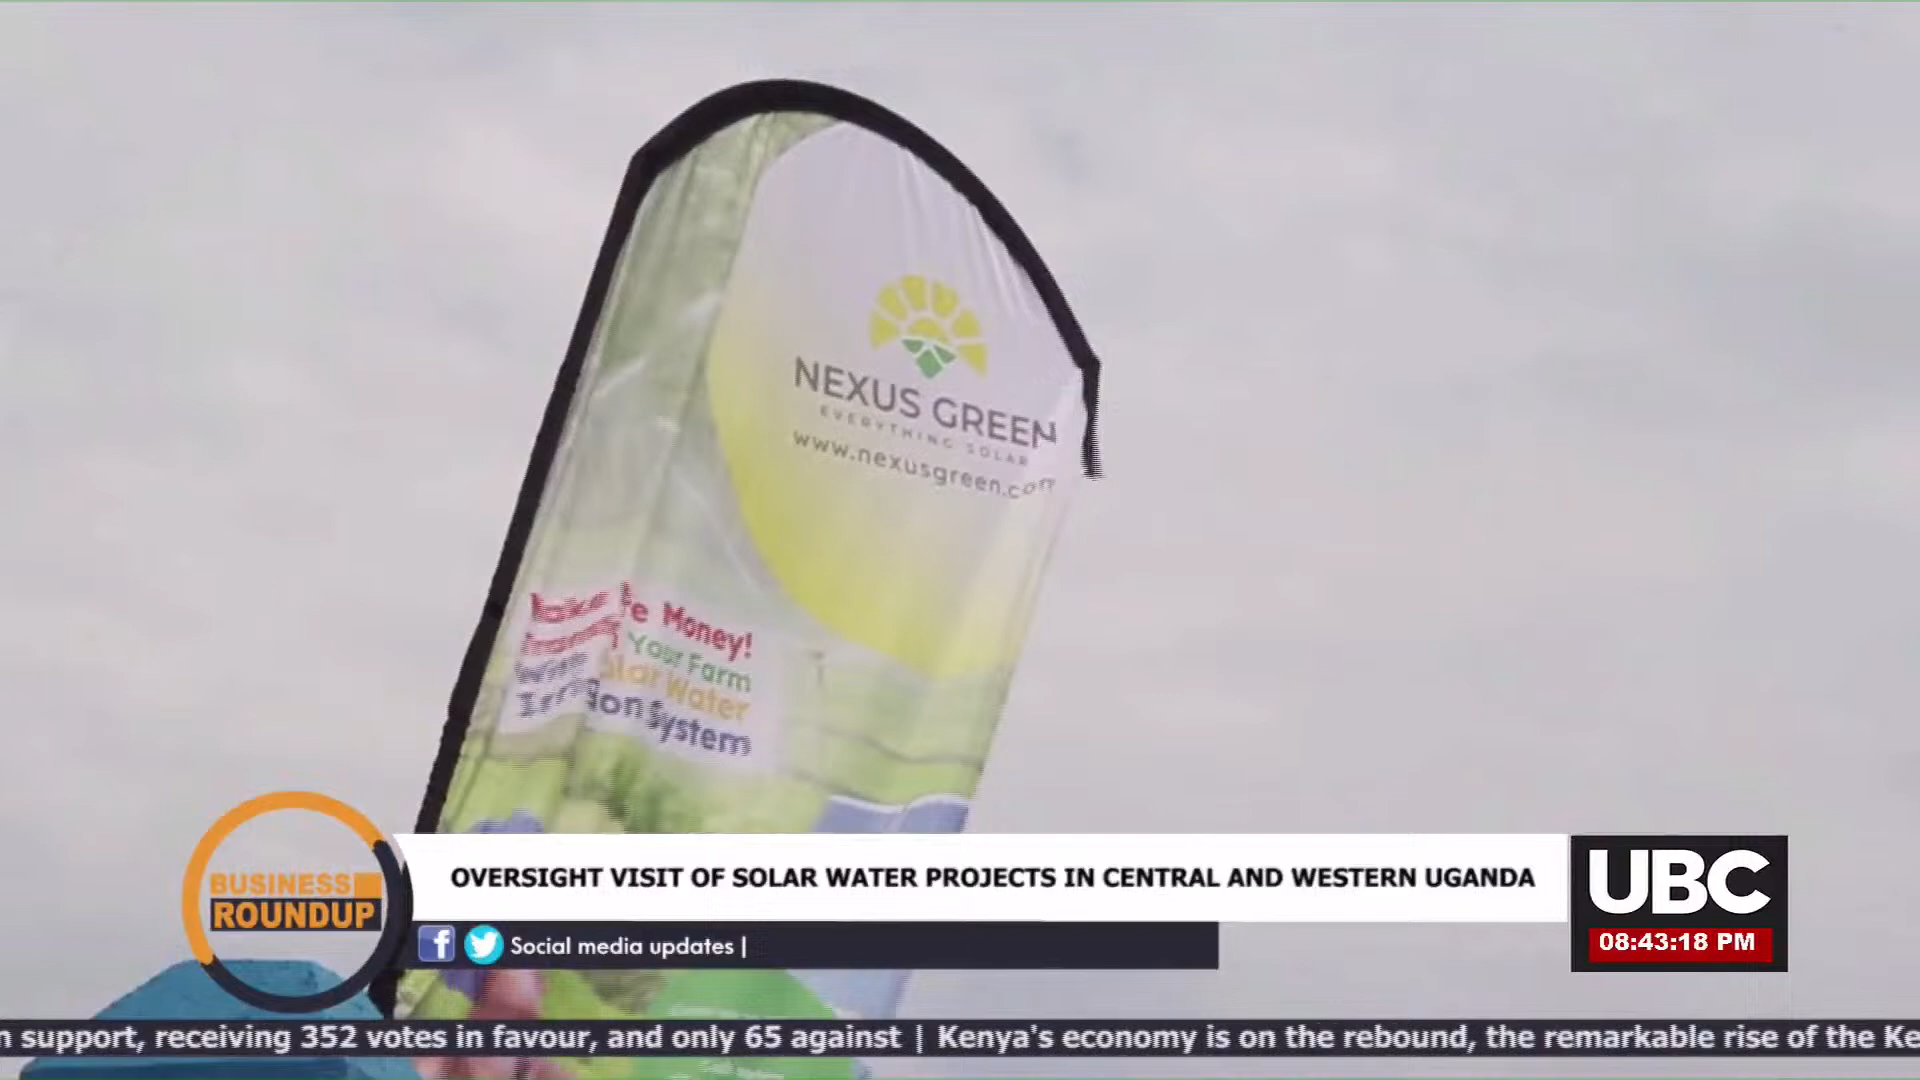 NEXUS GREEN
EVERYTHING SOLAR
www.nexusgreen.com
Money!
Your Farm
Solar Water
System
BUSINESS
ROUNDUP
OVERSIGHT VISIT OF SOLAR WATER PROJECTS IN CENTRAL AND WESTERN UGANDA
Social media updates |
UBC
08:43:18 PM
support, receiving 352 votes in favour, and only 65 against | Kenya's economy is on the rebound, the remarkable rise of the Ke